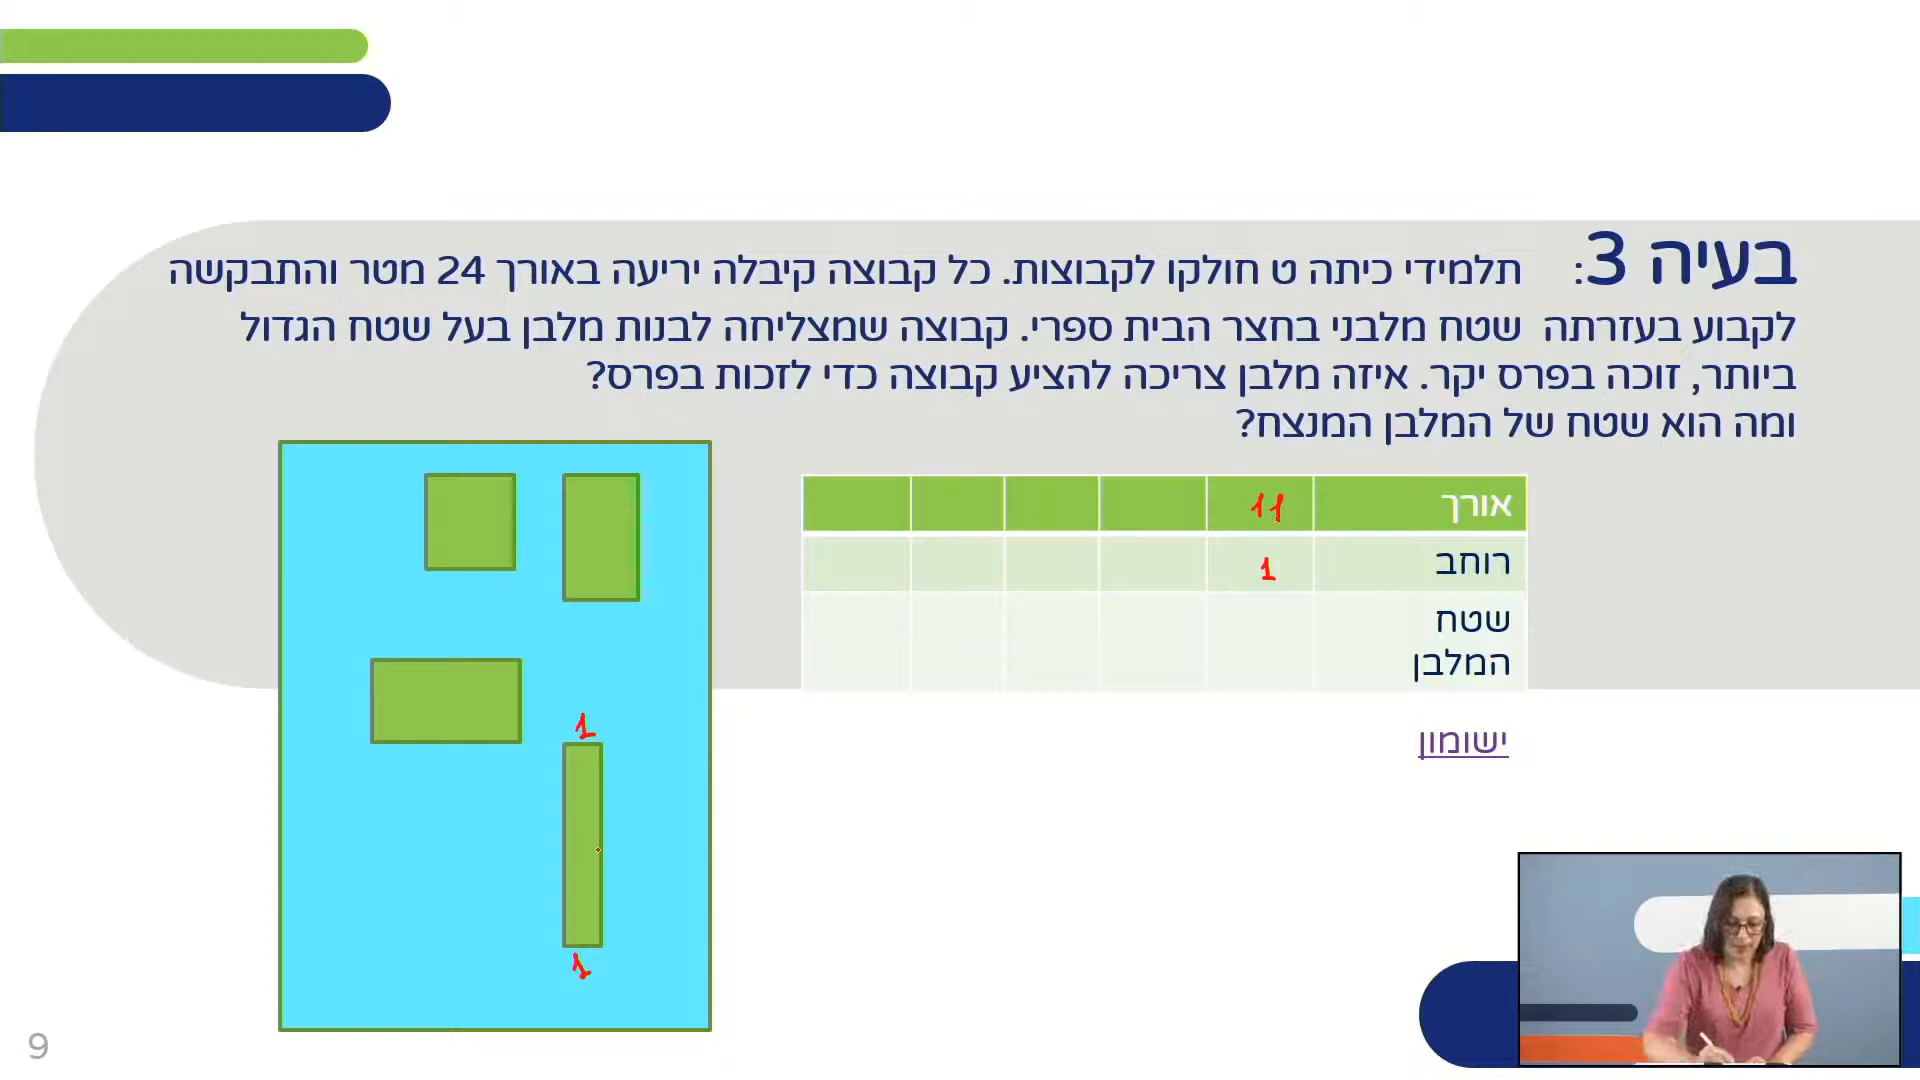 בעיה 3: תלמידי כיתה ט חולקו לקבוצות. כל קבוצה קיבלה יריעה באורך 24 מטר והתבקשה
לקבוע בעזרתה שטח מלבני בחצר הבית ספרי. קבוצה שמצליחה לבנות מלבן בעל שטח הגדול
ביותר, זוכה בפרס יקר. איזה מלבן צריכה להציע קבוצה כדי לזכות בפרס?
ומה הוא שטח של המלבן המנצח?
אורך 11
רוחב 1
שטח
המלבן
ישומון
1
1
9